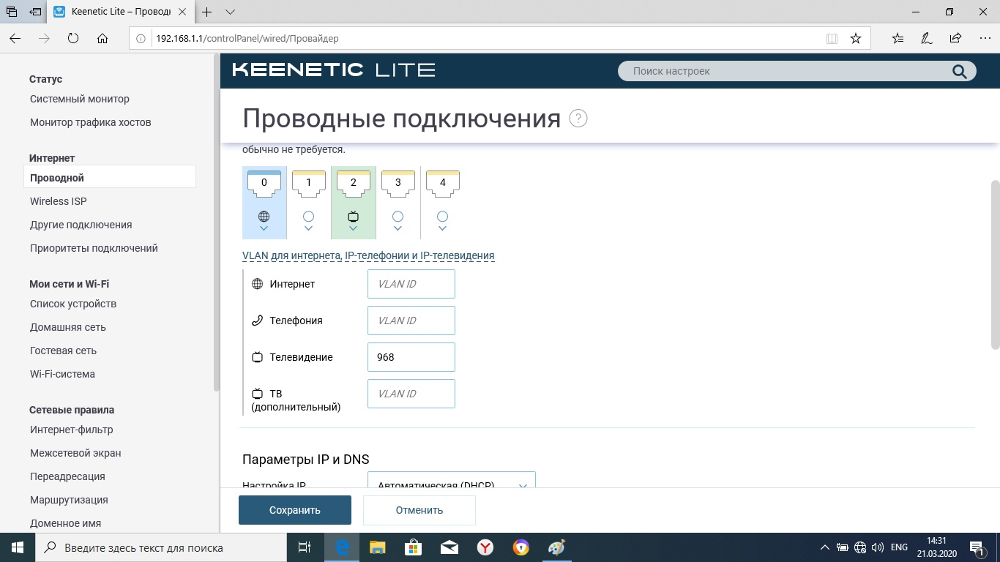 Keenetic Lite – Проводн
192.168.1.1/controlPanel/wired/Провайдер
Статус
Системный монитор
Монитор трафика хостов
Интернет
Проводной
Wireless ISP
Другие подключения
Приоритеты подключений
Мои сети и Wi-Fi
Список устройств
Домашняя сеть
Гостевая сеть
Wi-Fi-система
Сетевые правила
Интернет-фильтр
Межсетевой экран
Переадресация
Маршрутизация
Доменное имя
KEENETIC LITE
Поиск настроек
Проводные подключения ?
обычно не требуется.
0 1 2 3 4
VLAN для интернета, IP-телефонии и IP-телевидения
Интернет VLAN ID
Телефония VLAN ID
Телевидение 968
ТВ VLAN ID
(дополнительный)
Параметры IP и DNS
Настройка IP Автоматическая (DHCP)
Сохранить Отменить
Введите здесь текст для поиска
ENG
14:31
21.03.2020
1